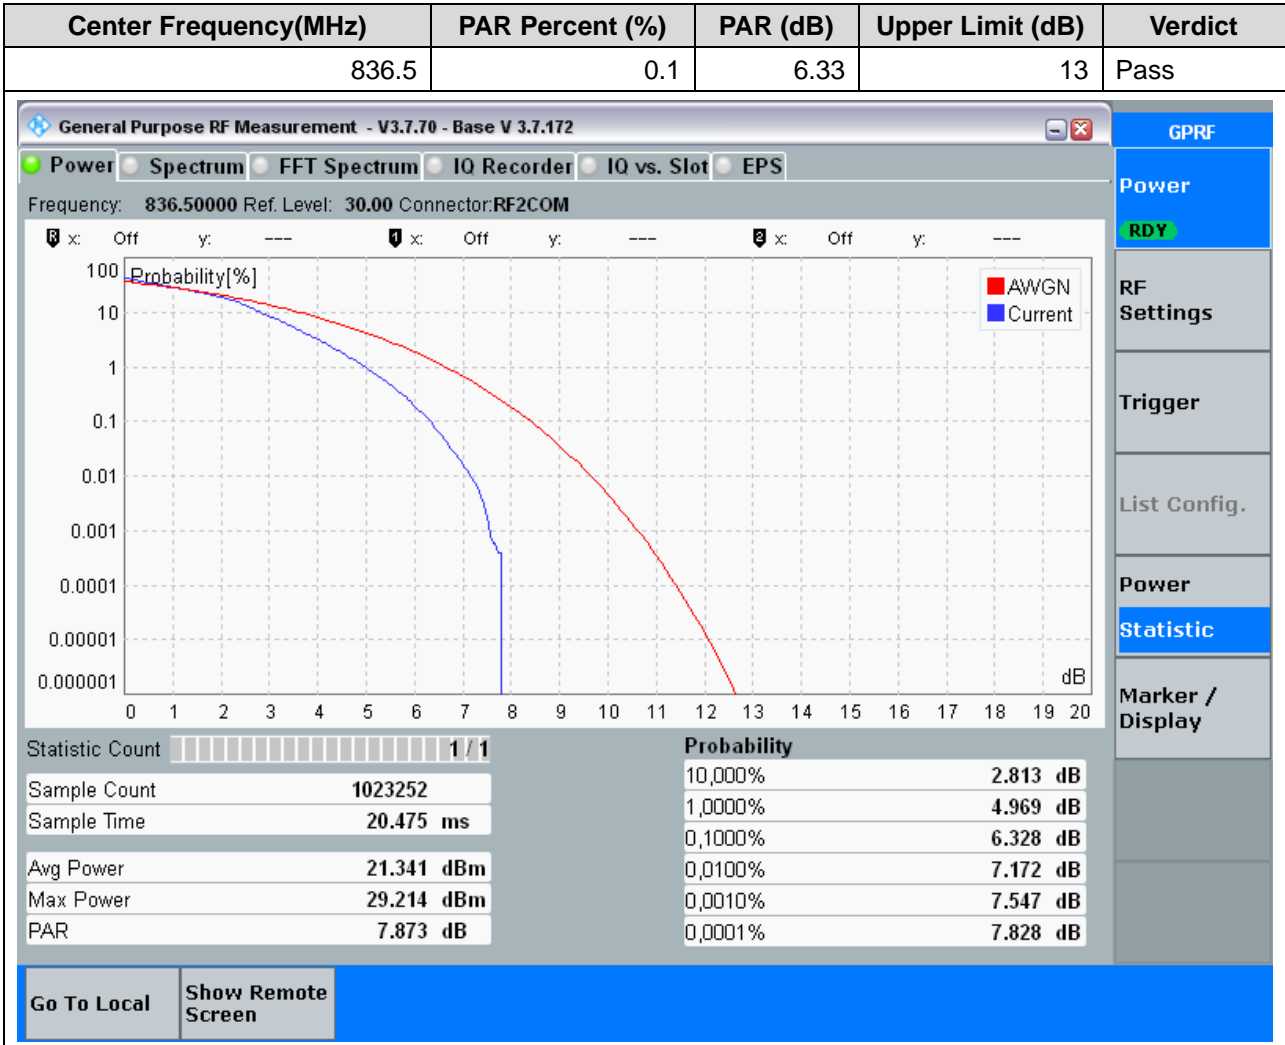 Center Frequency(MHz) PAR Percent (%) PAR (dB) Upper Limit (dB) Verdict
836.5 0.1 6.33 13 Pass
General Purpose RF Measurement - V3.7.70 - Base V 3.7.172
GPRF
Power Spectrum FFT Spectrum IQ Recorder IQ vs. Slot EPS
Power
RDY
Frequency: 836.50000 Ref. Level: 30.00 Connector:RF2COM
R x: Off y: --- 1 x: Off y: --- 2 x: Off y: ---
Probability[%]
AWGN
Current
100
10
1
0.1
0.01
0.001
0.0001
0.00001
0.000001
dB
0 1 2 3 4 5 6 7 8 9 10 11 12 13 14 15 16 17 18 19 20
RF
Settings
Trigger
List Config.
Power
Statistic
Marker /
Display
Statistic Count 1 / 1
Sample Count 1023252
Sample Time 20.475 ms
Avg Power 21.341 dBm
Max Power 29.214 dBm
PAR 7.873 dB
Probability
10,000% 2.813 dB
1,0000% 4.969 dB
0,1000% 6.328 dB
0,0100% 7.172 dB
0,0010% 7.547 dB
0,0001% 7.828 dB
Go To Local
Show Remote
Screen